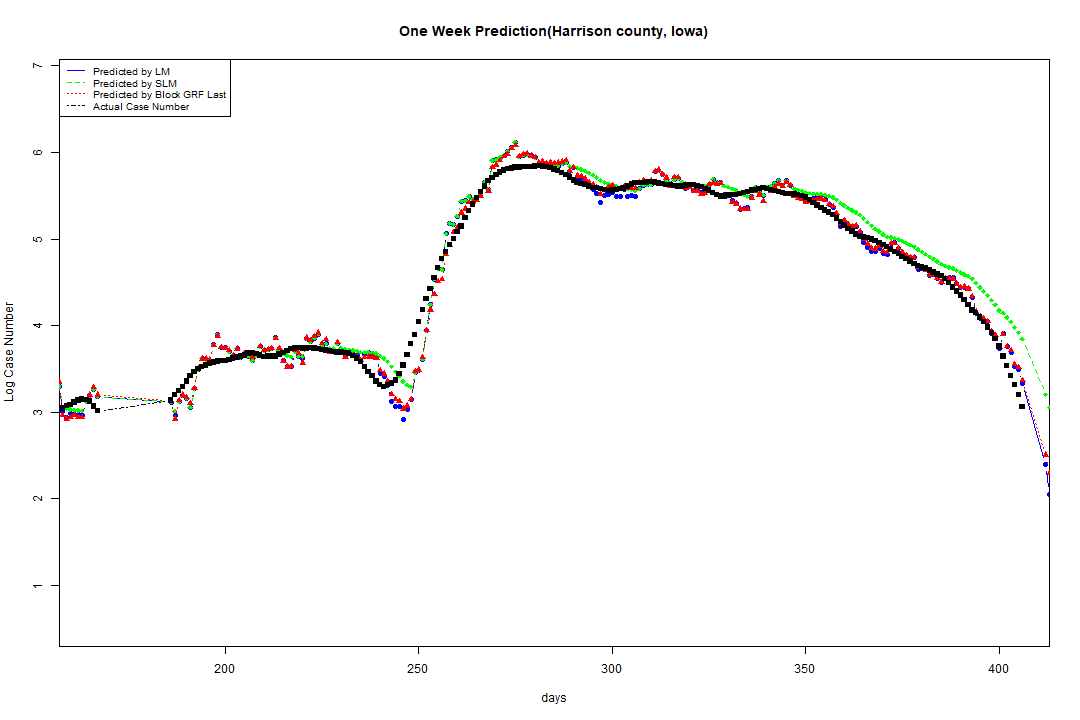 One Week Prediction(Harrison county, Iowa)
Predicted by LM
Predicted by SLM
Predicted by Block GRF Last
Actual Case Number
7
6
5
4
3
2
1
Log Case Number
200 250 300 350 400
days